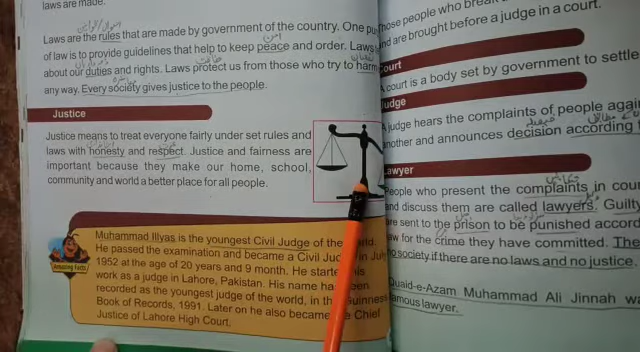 laws are made.
Laws are the rules that are made by government of the country. One
of law is to provide guidelines that help to keep peace and order. Laws
about our duties and rights. Laws protect us from those who try to harm
any way. Every society gives justice to the people.
Justice
Justice means to treat everyone fairly under set rules and
laws with honesty and respect. Justice and fairness are
important because they make our home, school,
community and world a better place for all people.
Amazing Facts
Muhammad Illyas is the youngest Civil Judge of the
He passed the examination and became a Civil in July
1952 at the age of 20 years and 9 month. He his
work as a judge in Lahore, Pakistan. His name
recorded as the youngest judge of the world, in
Book of Records, 1991. Later on he also became Chief
Justice of Lahore High Court.
those people who break
and are brought before a judge in a court.
Court
A court is a body set by government to settle
Judge
A judge hears the complaints of people
another and announces decision according
Lawyer
People who present the complaints in
and discuss them are called lawyers. Guilty
are sent to the prison to be punished
law for the crime they have committed. The
no society if there are no laws and no justice.
Quaid-e-Azam Muhammad Ali Jinnah
famous lawyer.